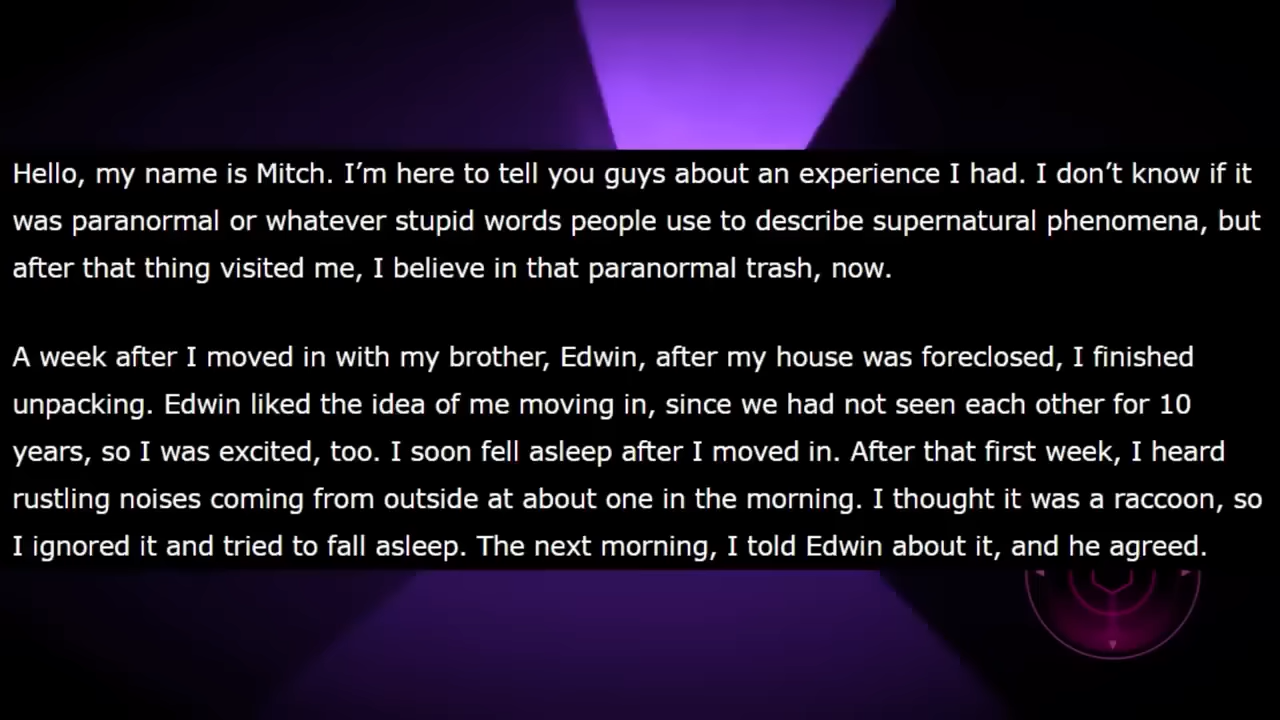 Hello, my name is Mitch. I’m here to tell you guys about an experience I had. I don’t know if it
was paranormal or whatever stupid words people use to describe supernatural phenomena, but
after that thing visited me, I believe in that paranormal trash, now.
A week after I moved in with my brother, Edwin, after my house was foreclosed, I finished
unpacking. Edwin liked the idea of me moving in, since we had not seen each other for 10
years, so I was excited, too. I soon fell asleep after I moved in. After that first week, I heard
rustling noises coming from outside at about one in the morning. I thought it was a raccoon, so
I ignored it and tried to fall asleep. The next morning, I told Edwin about it, and he agreed.